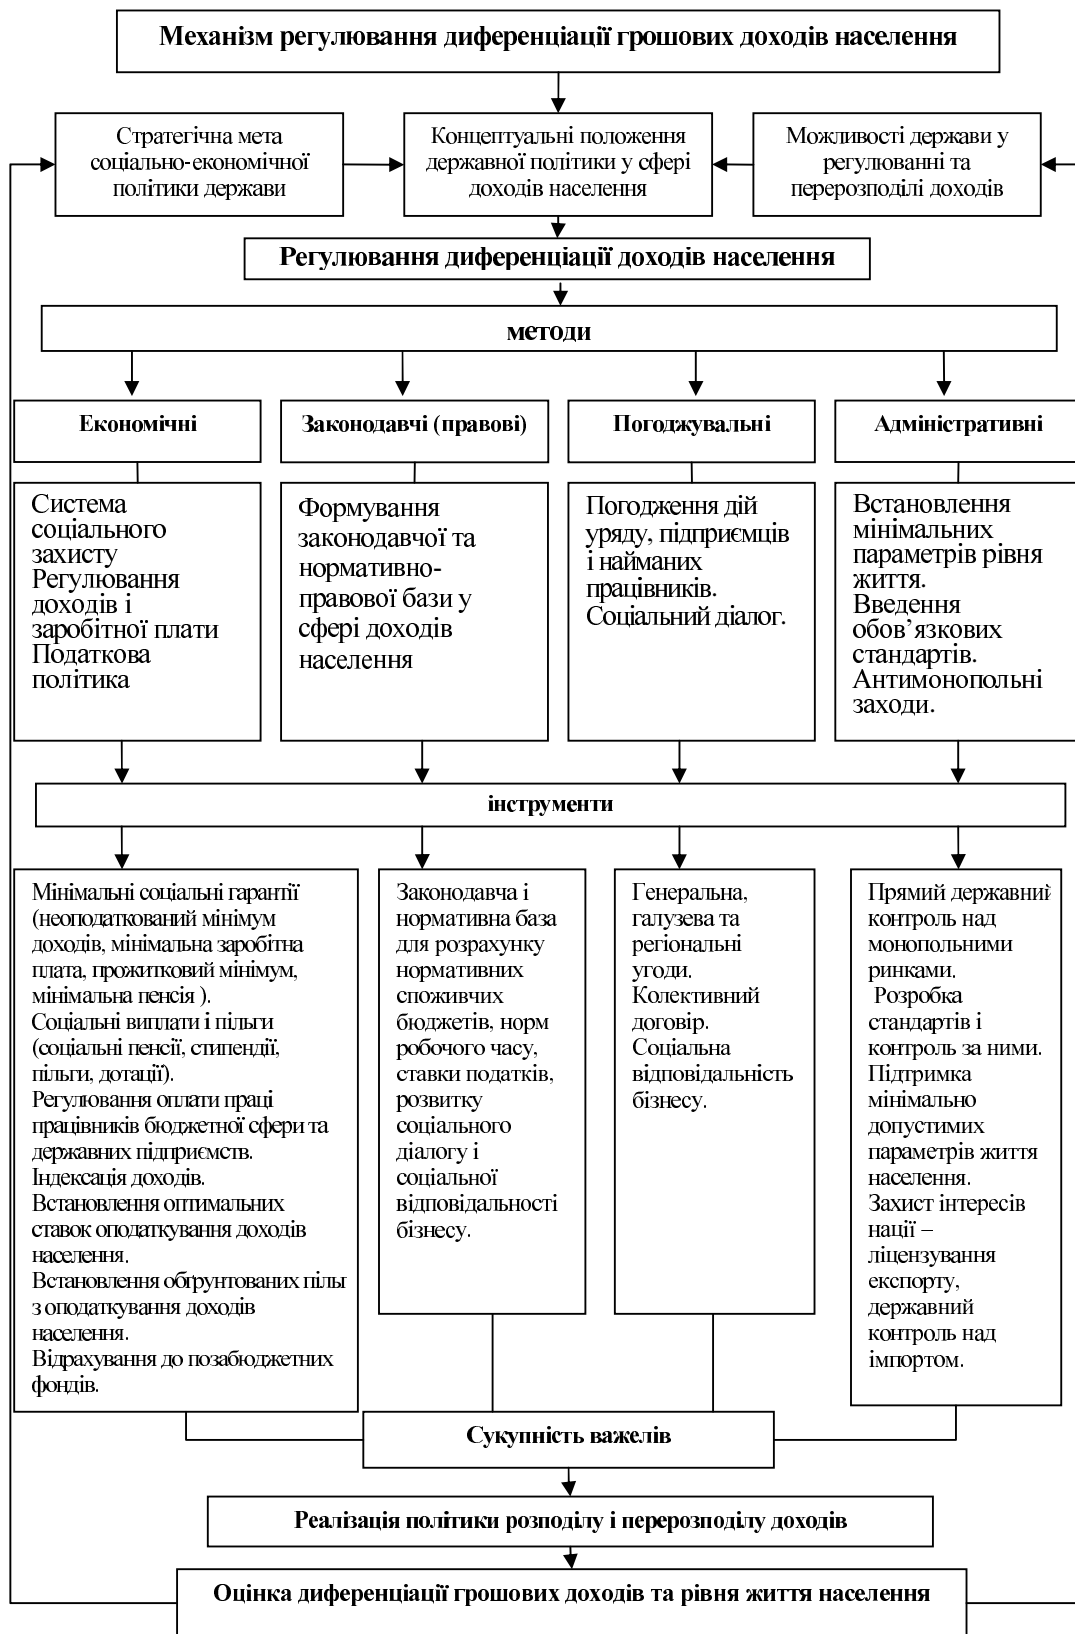 Механізм регулювання диференціації грошових доходів населення
Стратегічна мета
соціально-економічної
політики держави
Концептуальні положення
державної політики у сфері
доходів населення
Можливості держави у
регулюванні та
перерозподілі доходів
Регулювання диференціації доходів населення
методи
Економічні
Законодавчі (правові)
Погоджувальні
Адміністративні
Система
соціального
захисту
Регулювання
доходів і
заробітної плати
Податкова
політика
Формування
законодавчої та
нормативно-
правової бази у
сфері доходів
населення
Погодження дій
уряду, підприємців
і найманих
працівників.
Соціальний діалог.
Встановлення
мінімальних
параметрів рівня
життя.
Введення
обов’язкових
стандартів.
Антимонопольні
заходи.
інструменти
Мінімальні соціальні гарантії
(неоподаткований мінімум
доходів, мінімальна заробітна
плата, прожитковий мінімум,
мінімальна пенсія ).
Соціальні виплати і пільги
(соціальні пенсії, стипендії,
пільги, дотації).
Регулювання оплати праці
працівників бюджетної сфери та
державних підприємств.
Індексація доходів.
Встановлення оптимальних
ставок оподаткування доходів
населення.
Встановлення обґрунтованих піль
з оподаткування доходів
населення.
Відрахування до позабюджетних
фондів.
Законодавча і
нормативна база
для розрахунку
нормативних
споживчих
бюджетів, норм
робочого часу,
ставки податків,
розвитку
соціального
діалогу і
соціальної
відповідальності
бізнесу.
Генеральна,
галузева та
регіональні
угоди.
Колективний
договір.
Соціальна
відповідальність
бізнесу.
Прямий державний
контроль над
монопольними
ринками.
Розробка
стандартів і
контроль за ними.
Підтримка
мінімально
допустимих
параметрів життя
населення.
Захист інтересів
нації –
ліцензування
експорту,
державний
контроль над
імпортом.
Сукупність важелів
Реалізація політики розподілу і перерозподілу доходів
Оцінка диференціації грошових доходів та рівня життя населення